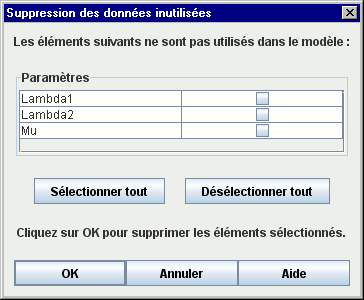 Suppression des données inutilisées
Les éléments suivants ne sont pas utilisés dans le modèle :
Paramètres
Lambda1
Lambda2
Mu
Sélectionner tout Désélectionner tout
Cliquez sur OK pour supprimer les éléments sélectionnés.
OK Annuler Aide